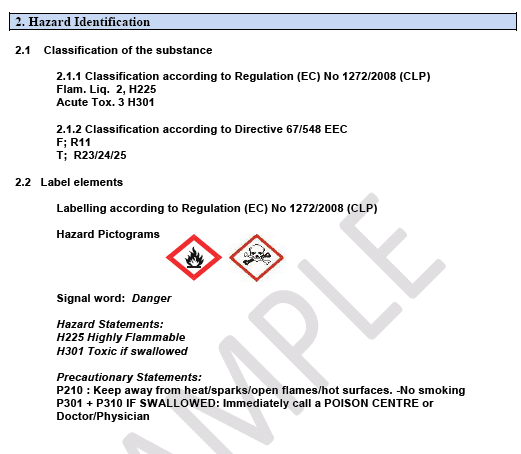 2. Hazard Identification
2.1 Classification of the substance
2.1.1 Classification according to Regulation (EC) No 1272/2008 (CLP)
Flam. Liq. 2, H225
Acute Tox. 3 H301
2.1.2 Classification according to Directive 67/548 EEC
F; R11
T; R23/24/25
2.2 Label elements
Labelling according to Regulation (EC) No 1272/2008 (CLP)
Hazard Pictograms
Signal word: Danger
Hazard Statements:
H225 Highly Flammable
H301 Toxic if swallowed
Precautionary Statements:
P210 : Keep away from heat/sparks/open flames/hot surfaces. -No smoking
P301 + P310 IF SWALLOWED: Immediately call a POISON CENTRE or
Doctor/Physician
AMPLE